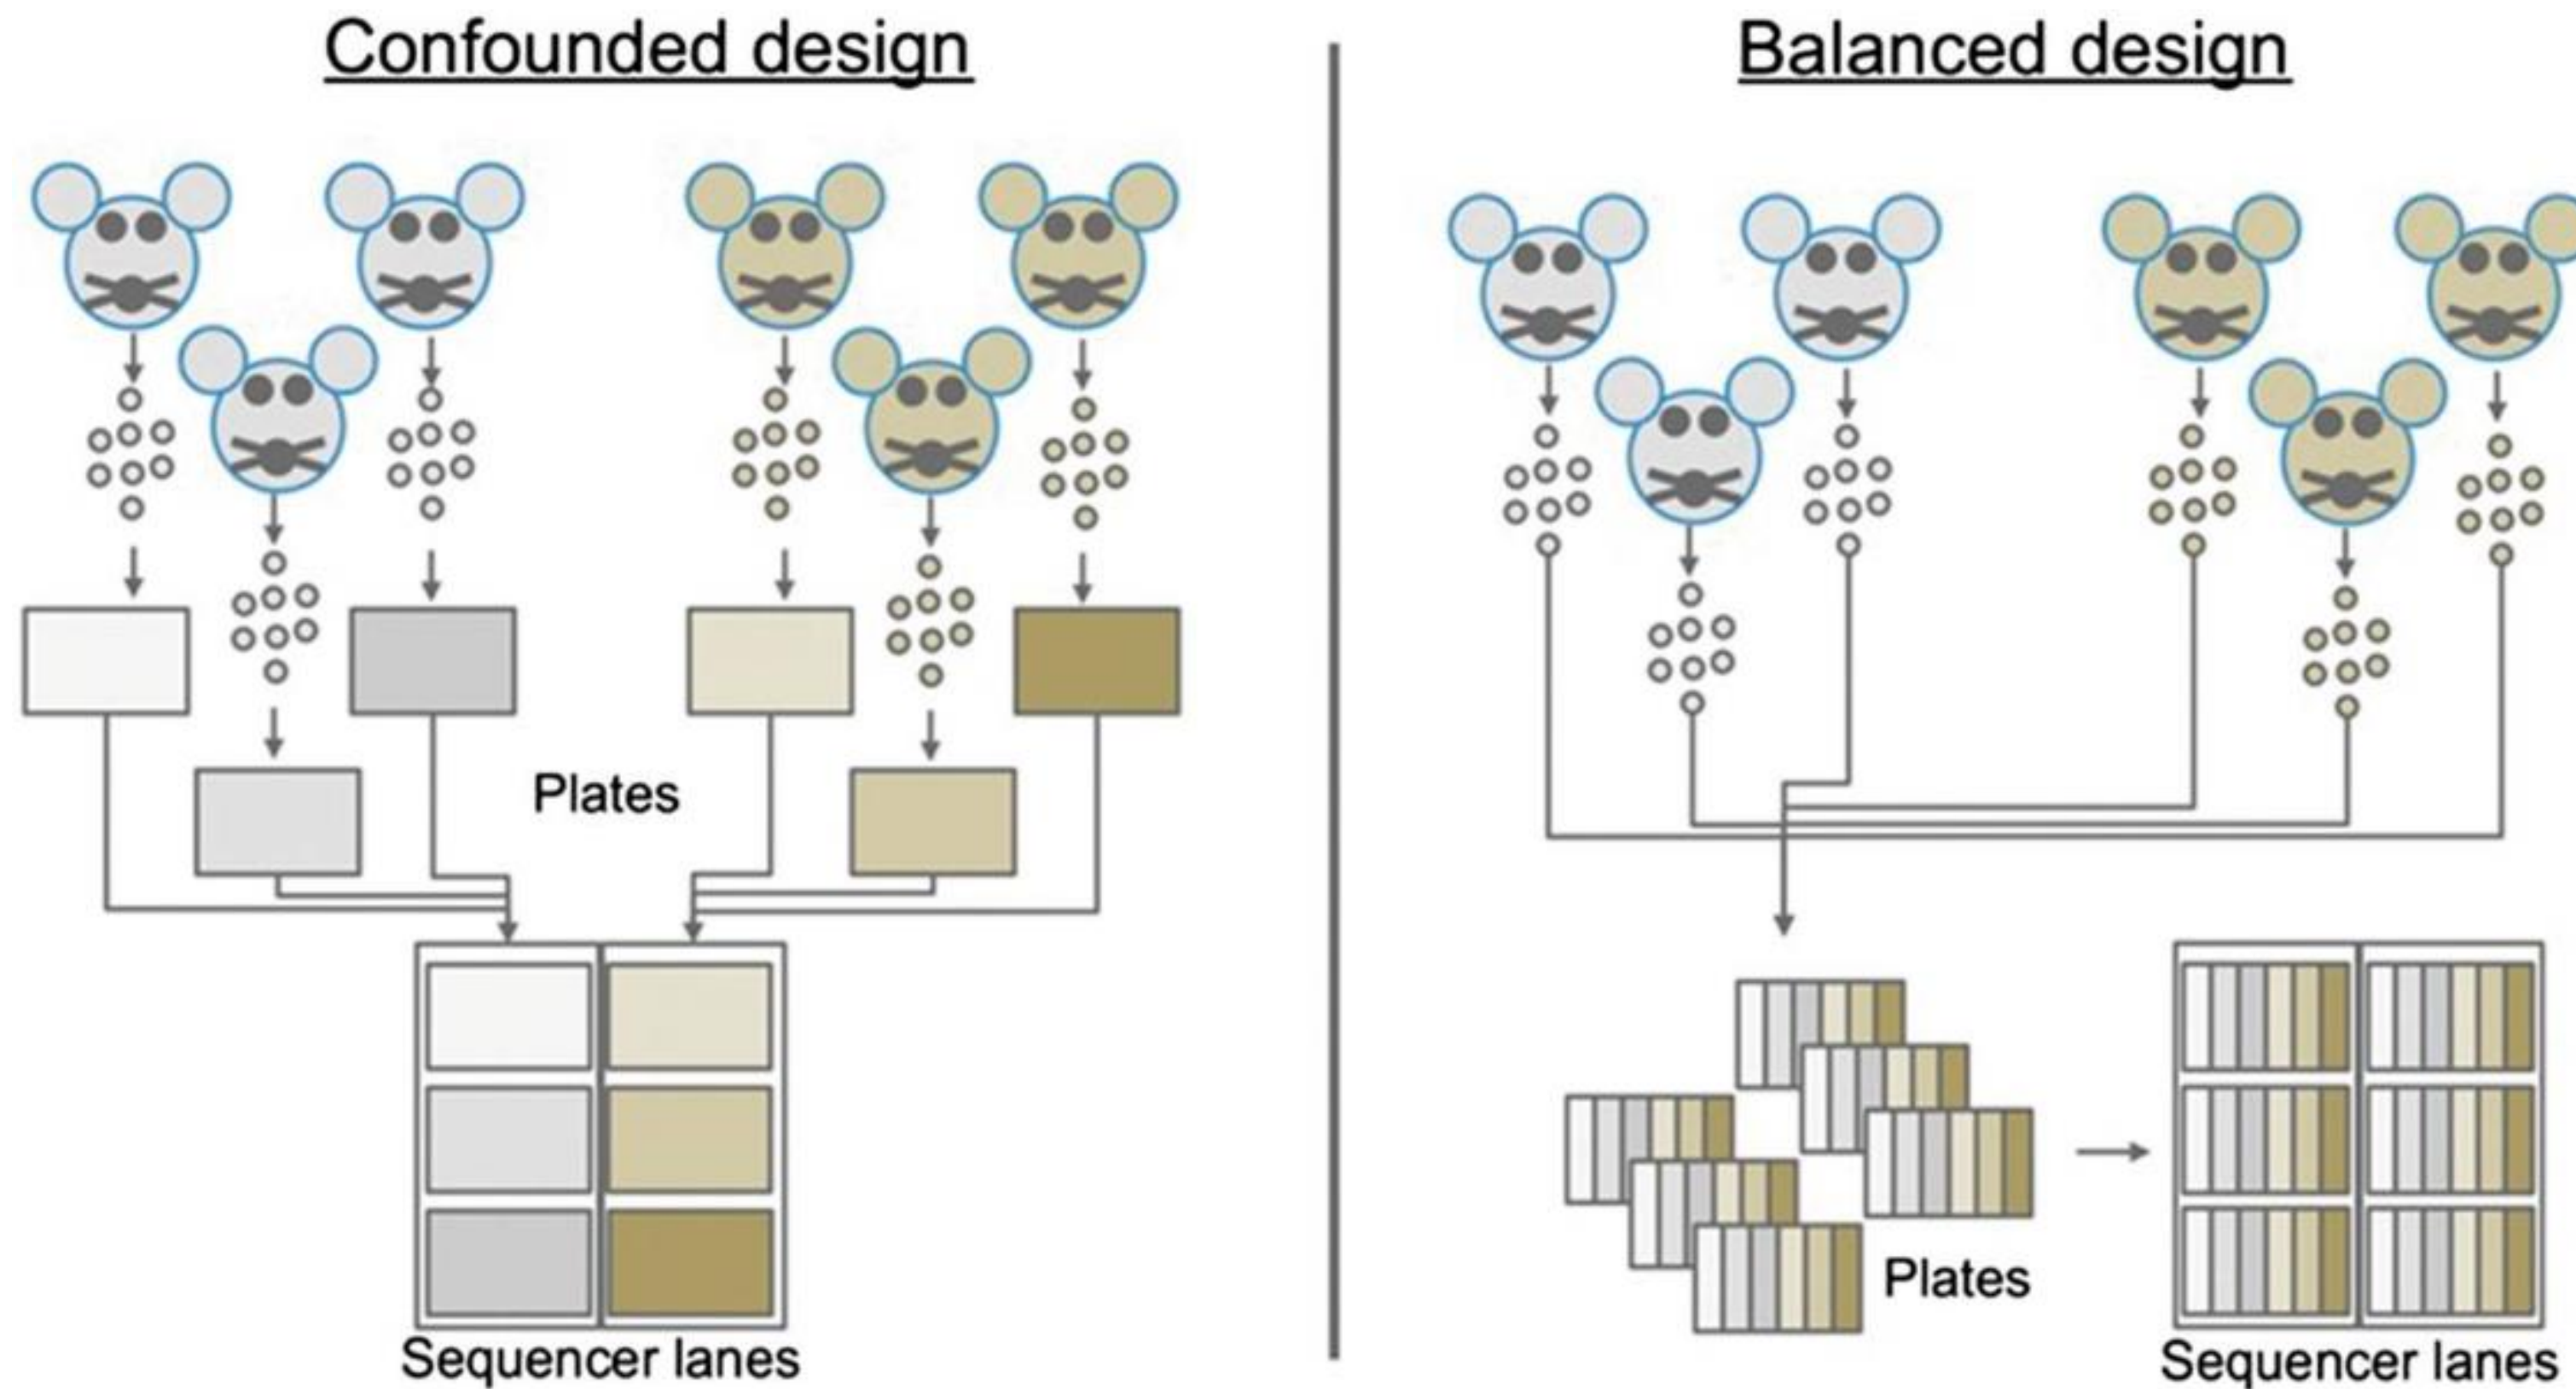 Confounded design
Balanced design
Plates
Sequencer lanes
Plates
Sequencer lanes